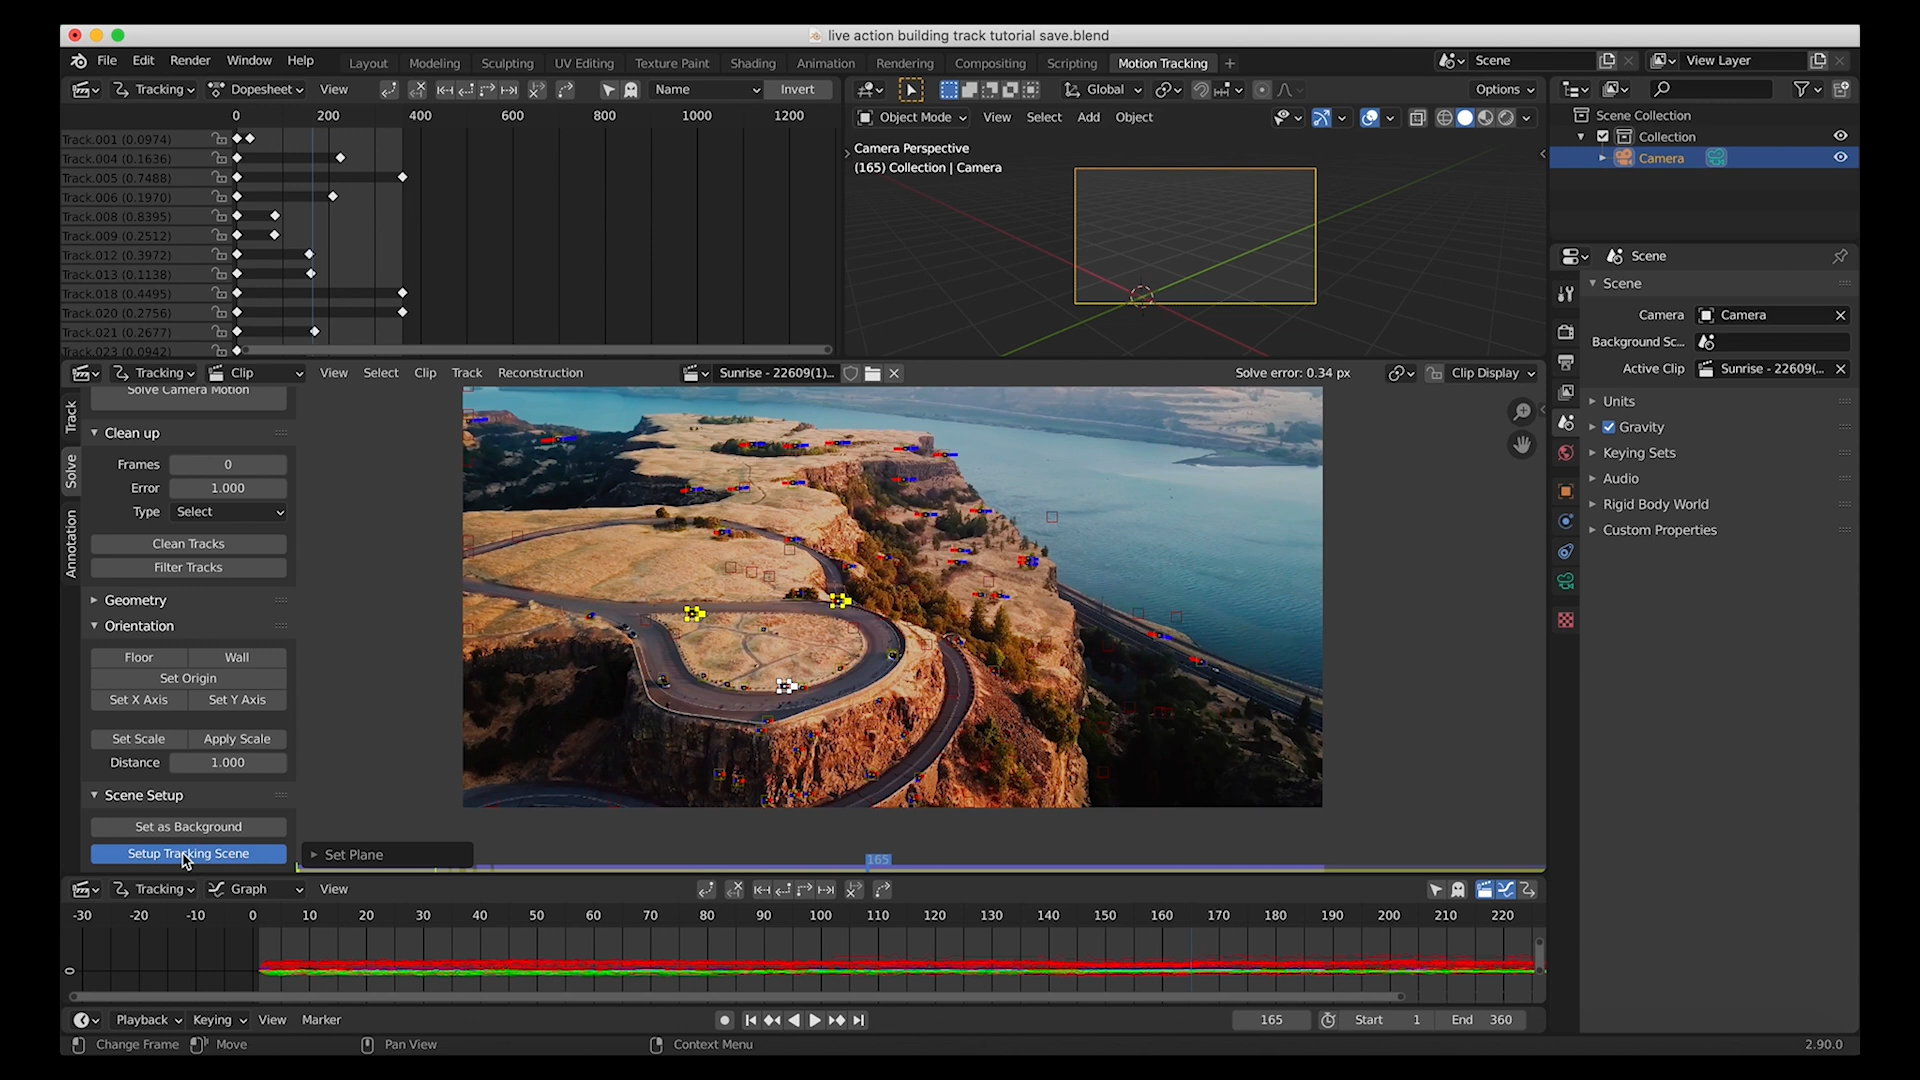 live action building track tutorial save.blend
File Edit Render Window Help Layout Modeling Sculpting UV Editing Texture Paint Shading Animation Rendering Compositing Scripting Motion Tracking + Scene View Layer
Tracking Dopesheet View Name Invert
0 200 400 600 800 1000 1200
Track.001 (0.0974)
Track.004 (0.1636)
Track.005 (0.7488)
Track.006 (0.1970)
Track.008 (0.8395)
Track.009 (0.2512)
Track.012 (0.3972)
Track.013 (0.1138)
Track.018 (0.4495)
Track.020 (0.2756)
Track.021 (0.2677)
Track.023 (0.0942)
Global Options
Object Mode View Select Add Object
Camera Perspective
(165) Collection | Camera
Scene Collection
Collection
Camera
Scene
Scene
Camera Camera
Background Sc...
Active Clip Sunrise - 22609(...
Units
Gravity
Keying Sets
Audio
Rigid Body World
Custom Properties
Tracking Clip View Select Clip Track Reconstruction Sunrise - 22609(1)... Solve error: 0.34 px Clip Display
Track
Solve
Annotation
Solve Camera Motion
Clean up
Frames 0
Error 1.000
Type Select
Clean Tracks
Filter Tracks
Geometry
Orientation
Floor Wall
Set Origin
Set X Axis Set Y Axis
Set Scale Apply Scale
Distance 1.000
Scene Setup
Set as Background
Setup Tracking Scene
Set Plane
165
Tracking Graph View
-30 -20 -10 0 10 20 30 40 50 60 70 80 90 100 110 120 130 140 150 160 170 180 190 200 210 220
0
Playback Keying View Marker 165 Start 1 End 360
Change Frame Move Pan View Context Menu 2.90.0